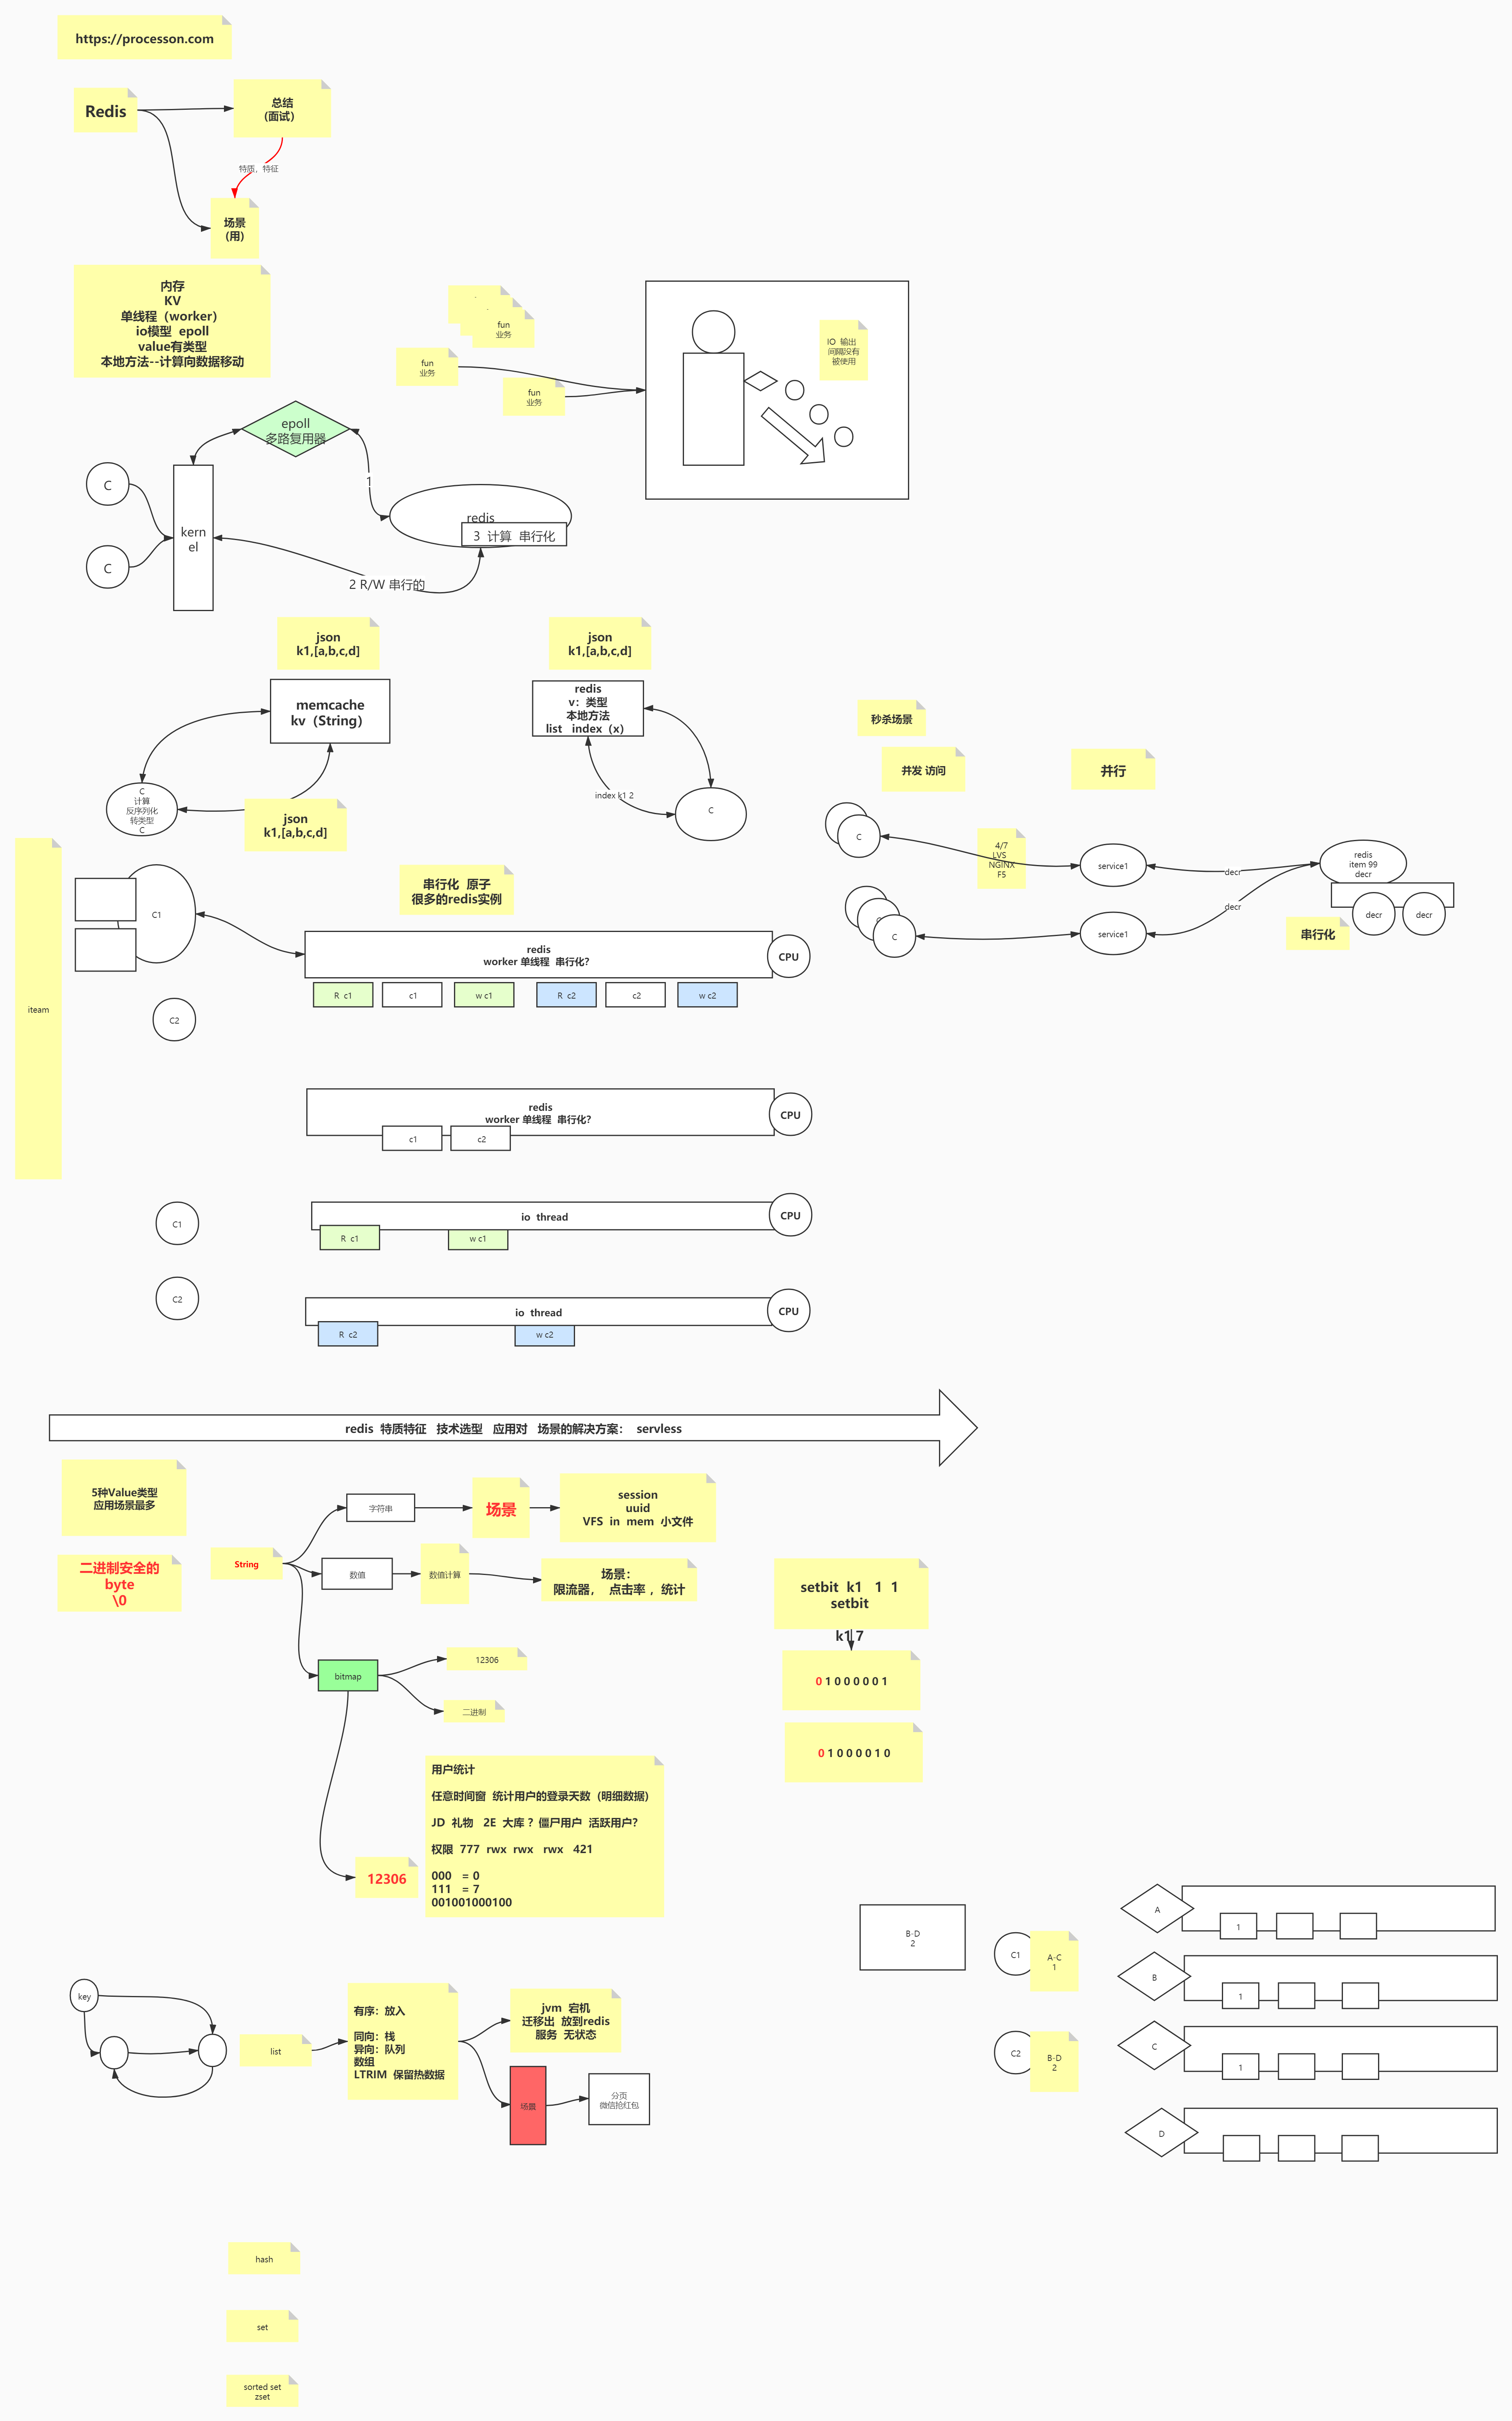 https://processon.com
Redis
总结
(面试)
特质，特征
场景
(用)
内存
KV
单线程（worker）
io模型  epoll
value有类型
本地方法--计算向数据移动
fun
业务
fun
业务
fun
业务
IO  输出
间隔没有
被使用
epoll
多路复用器
1
C
C
kern
el
redis
3  计算  串行化
2 R/W 串行的
json
k1,[a,b,c,d]
memcache
kv（String）
C
计算
反序列化
转类型
C
json
k1,[a,b,c,d]
json
k1,[a,b,c,d]
redis
v：类型
本地方法
list   index（x）
index k1 2
C
秒杀场景
并发 访问
并行
C
4/7
LVS
NGINX
F5
service1
decr
redis
item 99
decr
decr
decr
decr
C
C
service1
串行化
iteam
C1
串行化  原子
很多的redis实例
redis
worker 单线程  串行化?
CPU
R  c1
c1
w c1
R  c2
c2
w c2
C2
redis
worker 单线程  串行化?
CPU
c1
c2
C1
io  thread
CPU
R  c1
w c1
C2
io  thread
CPU
R  c2
w c2
redis  特质特征   技术选型   应用对   场景的解决方案：  servless
5种Value类型
应用场景最多
二进制安全的
byte
\0
String
字符串
场景
session
uuid
VFS  in  mem  小文件
数值
数值计算
场景：
限流器，  点击率 ，统计
bitmap
12306
二进制
setbit  k1   1  1
setbit
k1 7
0 1 0 0 0 0 0 1
0 1 0 0 0 0 1 0
用户统计
任意时间窗  统计用户的登录天数（明细数据）
JD  礼物   2E  大库 ？僵尸用户  活跃用户?
权限  777  rwx  rwx   rwx   421
000   = 0
111   = 7
001001000100
12306
key
list
有序：放入
同向：栈
异向：队列
数组
LTRIM  保留热数据
jvm  宕机
迁移出  放到redis
服务  无状态
场景
分页
微信抢红包
B-D
2
C1
A-C
1
C2
B-D
2
A
1
B
1
C
1
D
hash
set
sorted set
zset